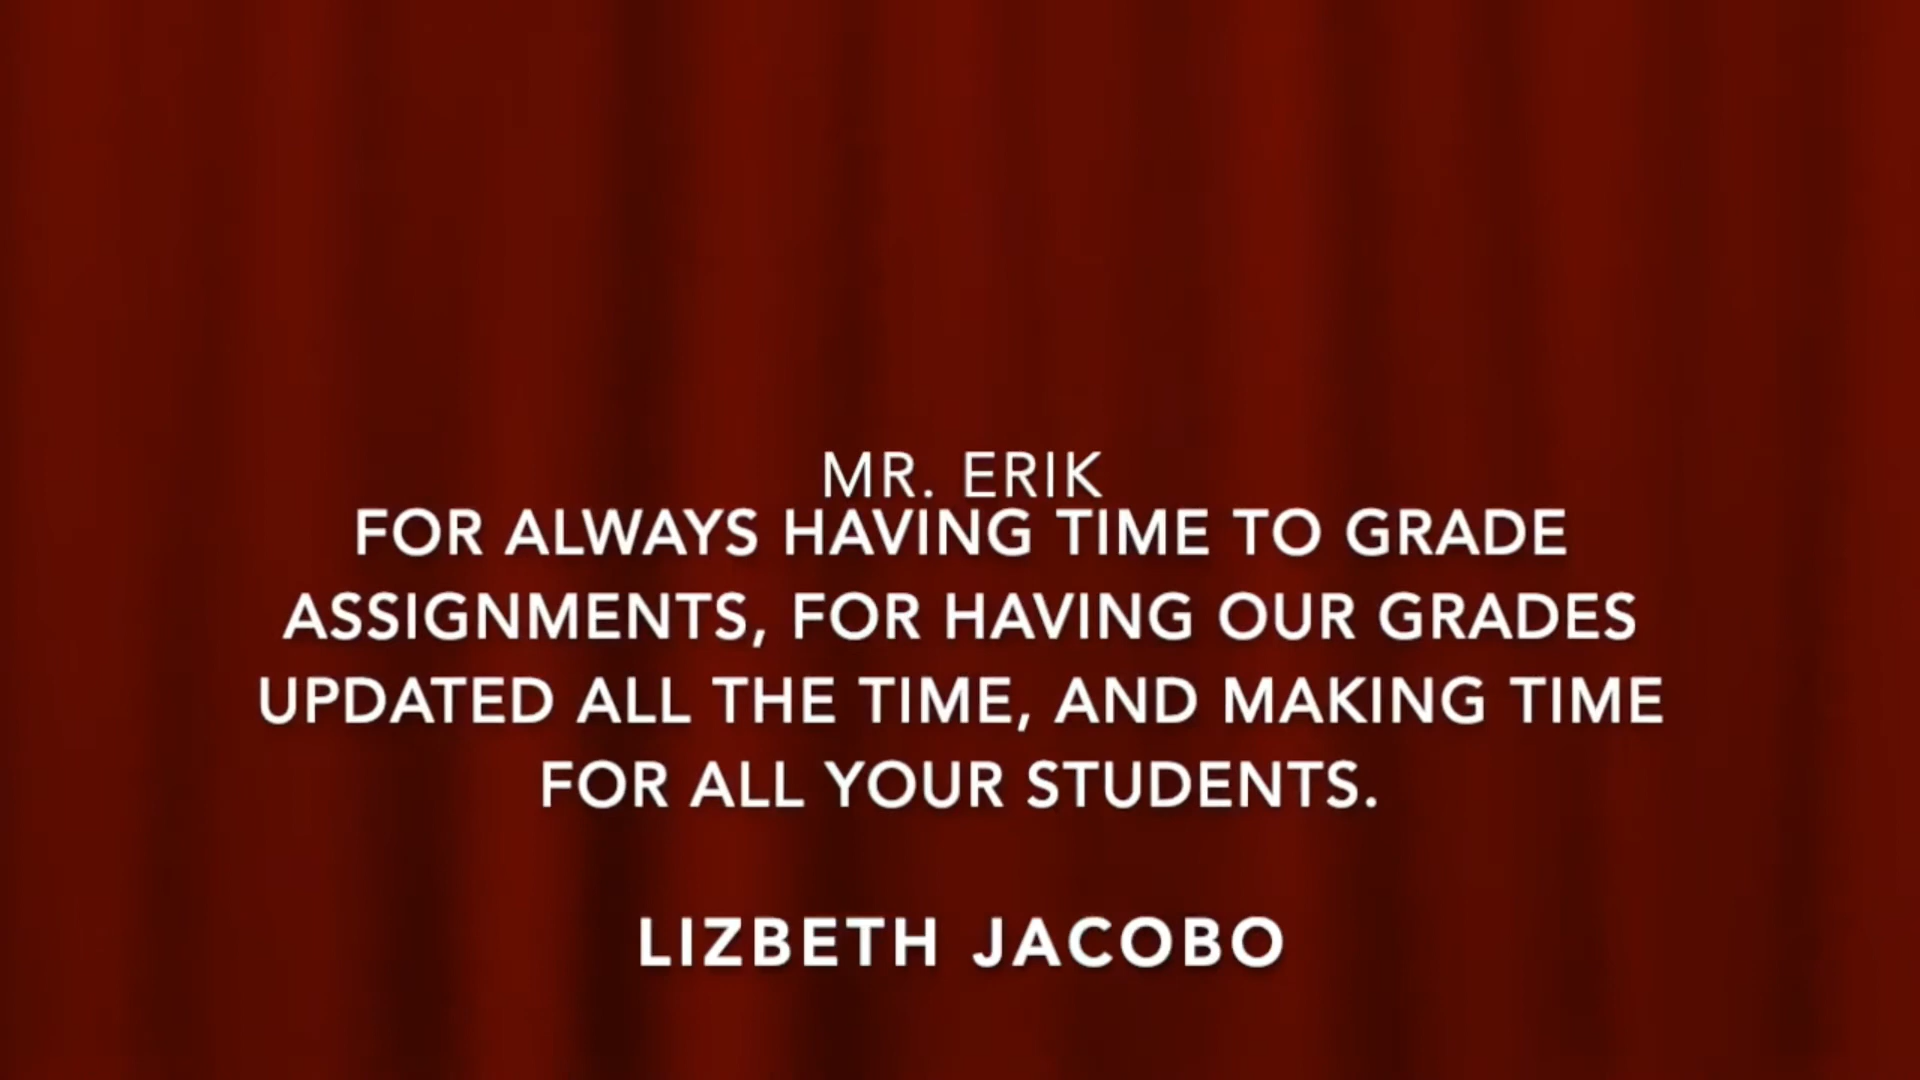 MR. ERIK
FOR ALWAYS HAVING TIME TO GRADE
ASSIGNMENTS, FOR HAVING OUR GRADES
UPDATED ALL THE TIME, AND MAKING TIME
FOR ALL YOUR STUDENTS.
LIZBETH JACOBO